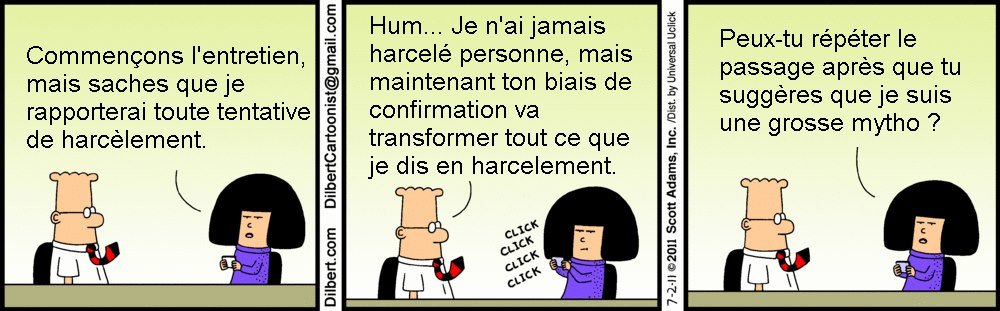 Commençons l'entretien,
mais saches que je
rapporterai toute tentative
de harcèlement.
Dilbert.com DilbertCartoonist@gmail.com
Hum... Je n'ai jamais
harcelé personne, mais
maintenant ton biais de
confirmation va
transformer tout ce que
je dis en harcelement.
CLICK
CLICK
CLICK
CLICK
7-2-11 © 2011 Scott Adams, Inc. /Dist. by Universal Uclick
Peux-tu répéter le
passage après que tu
suggères que je suis
une grosse mytho ?